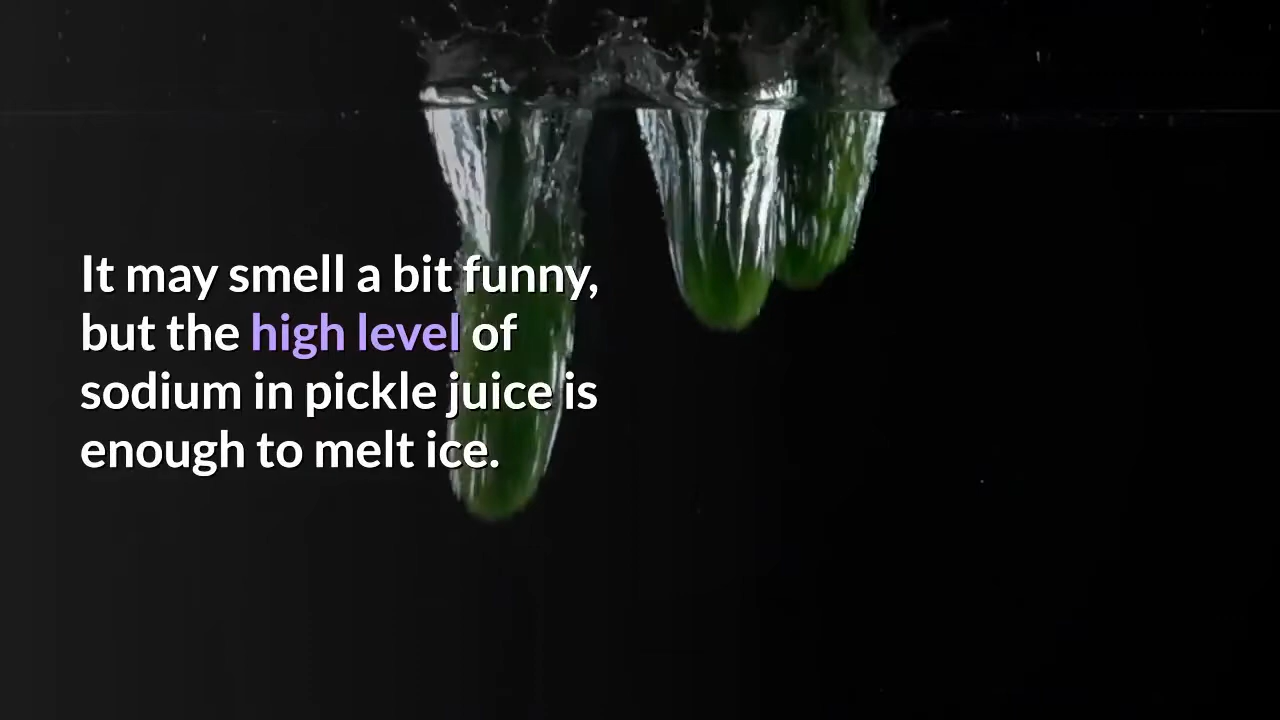 It may smell a bit funny,
but the high level of
sodium in pickle juice is
enough to melt ice.